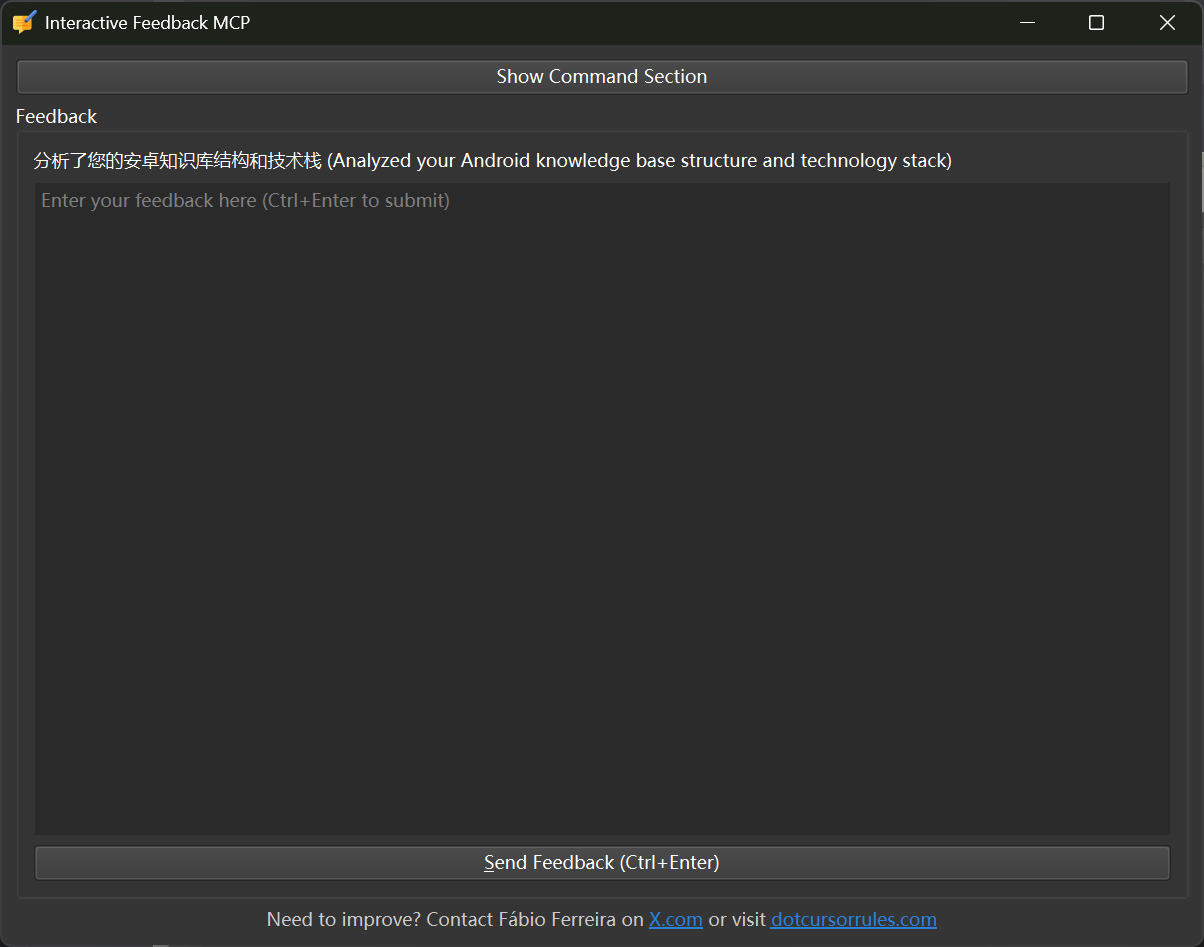 Interactive Feedback MCP
Show Command Section
Feedback
分析了您的安卓知识库结构和技术栈 (Analyzed your Android knowledge base structure and technology stack)
Enter your feedback here (Ctrl+Enter to submit)
Send Feedback (Ctrl+Enter)
Need to improve? Contact Fábio Ferreira on X.com or visit dotcursorrules.com